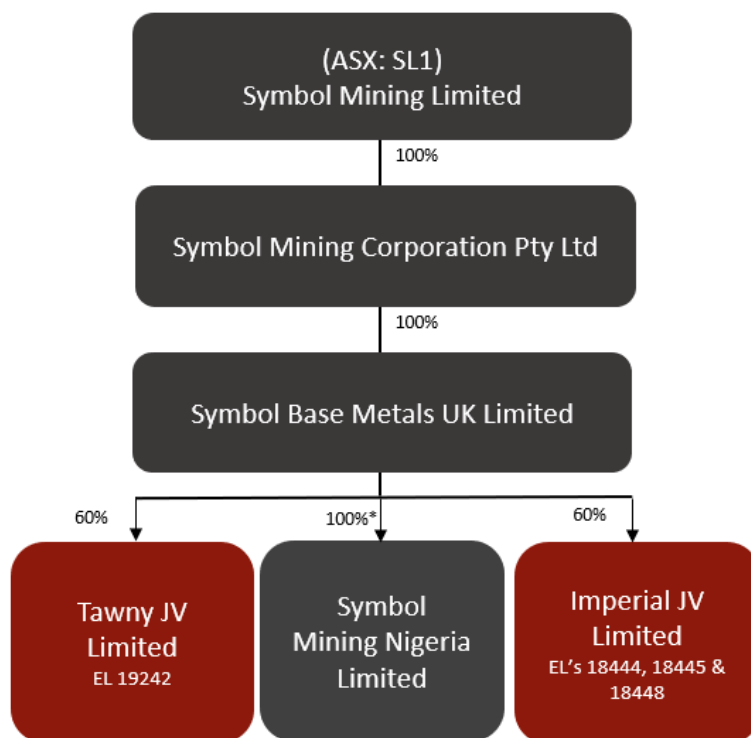 (ASX: SL1)
Symbol Mining Limited
100%
Symbol Mining Corporation Pty Ltd
100%
Symbol Base Metals UK Limited
60%
100%*
60%
Tawny JV
Limited
EL 19242
Symbol
Mining Nigeria
Limited
Imperial JV
Limited
EL's 18444, 18445 &
18448